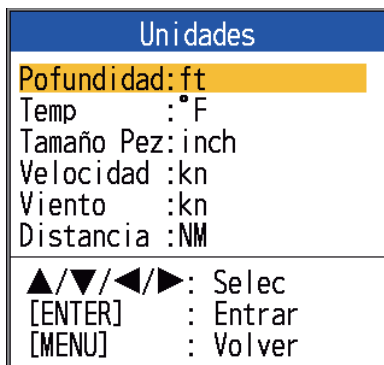 Unidades
Pofundidad:ft
Temp :°F
Tamaño Pez:inch
Velocidad :kn
Viento :kn
Distancia :NM
▲/▼/◀/▶: Selec
[ENTER] : Entrar
[MENU] : Volver